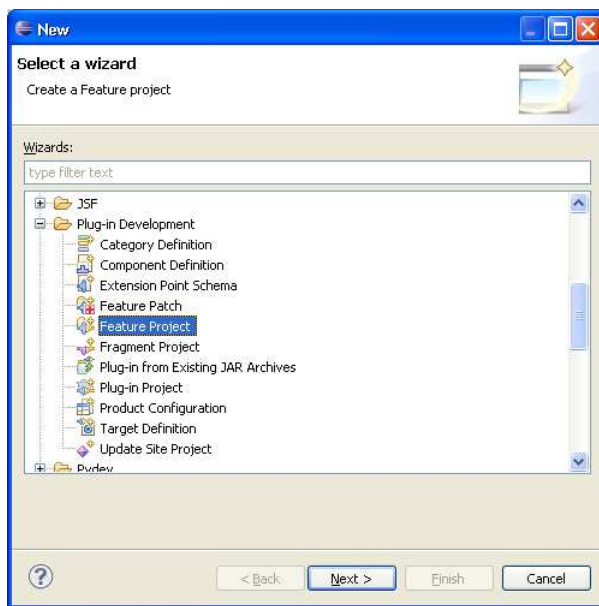 New
Select a wizard
Create a Feature project
Wizards:
type filter text
JSF
Plug-in Development
Category Definition
Component Definition
Extension Point Schema
Feature Patch
Feature Project
Fragment Project
Plug-in from Existing JAR Archives
Plug-in Project
Product Configuration
Target Definition
Update Site Project
Pydev
? < Back Next > Finish Cancel